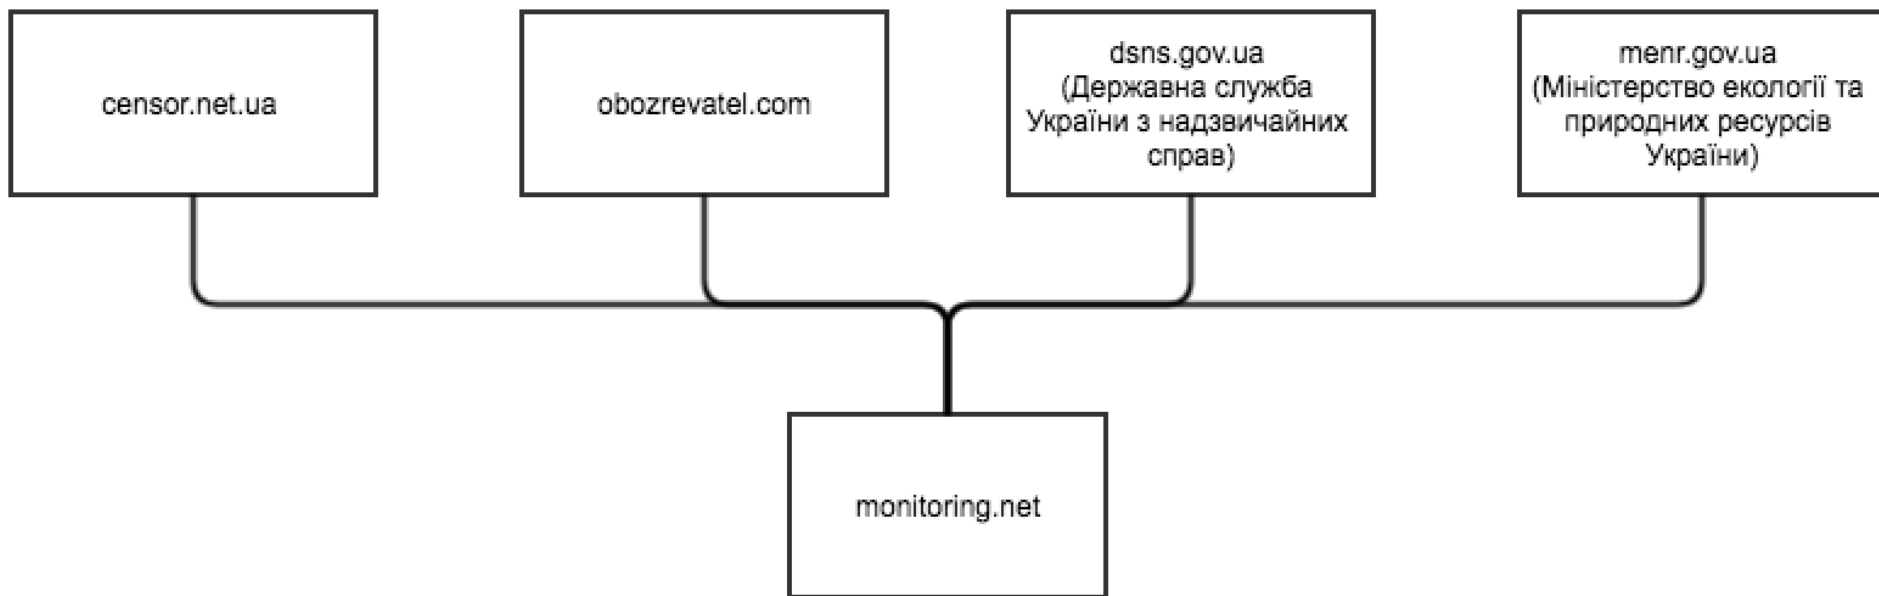 censor.net.ua
obozrevatel.com
dsns.gov.ua
(Державна служба
України з надзвичайних
справ)
menr.gov.ua
(Міністерство екології та
природних ресурсів
України)
monitoring.net